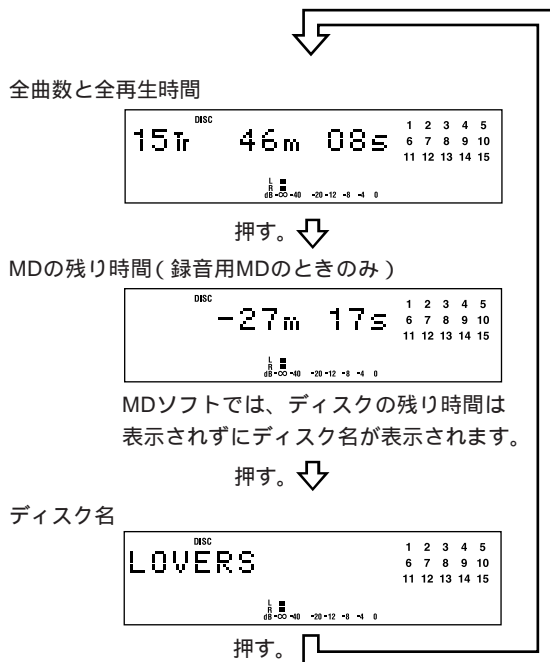 全曲数と全再生時間
DISC
15Tr 46m 08s
1 2 3 4 5
6 7 8 9 10
11 12 13 14 15
L
R
dB -∞ -40 -20 -12 -8 -4 0
押す。
MDの残り時間(録音用MDのときのみ)
DISC
-27m 17s
1 2 3 4 5
6 7 8 9 10
11 12 13 14 15
L
R
dB -∞ -40 -20 -12 -8 -4 0
MDソフトでは、ディスクの残り時間は
表示されずにディスク名が表示されます。
押す。
ディスク名
DISC
LOVERS
1 2 3 4 5
6 7 8 9 10
11 12 13 14 15
L
R
dB -∞ -40 -20 -12 -8 -4 0
押す。